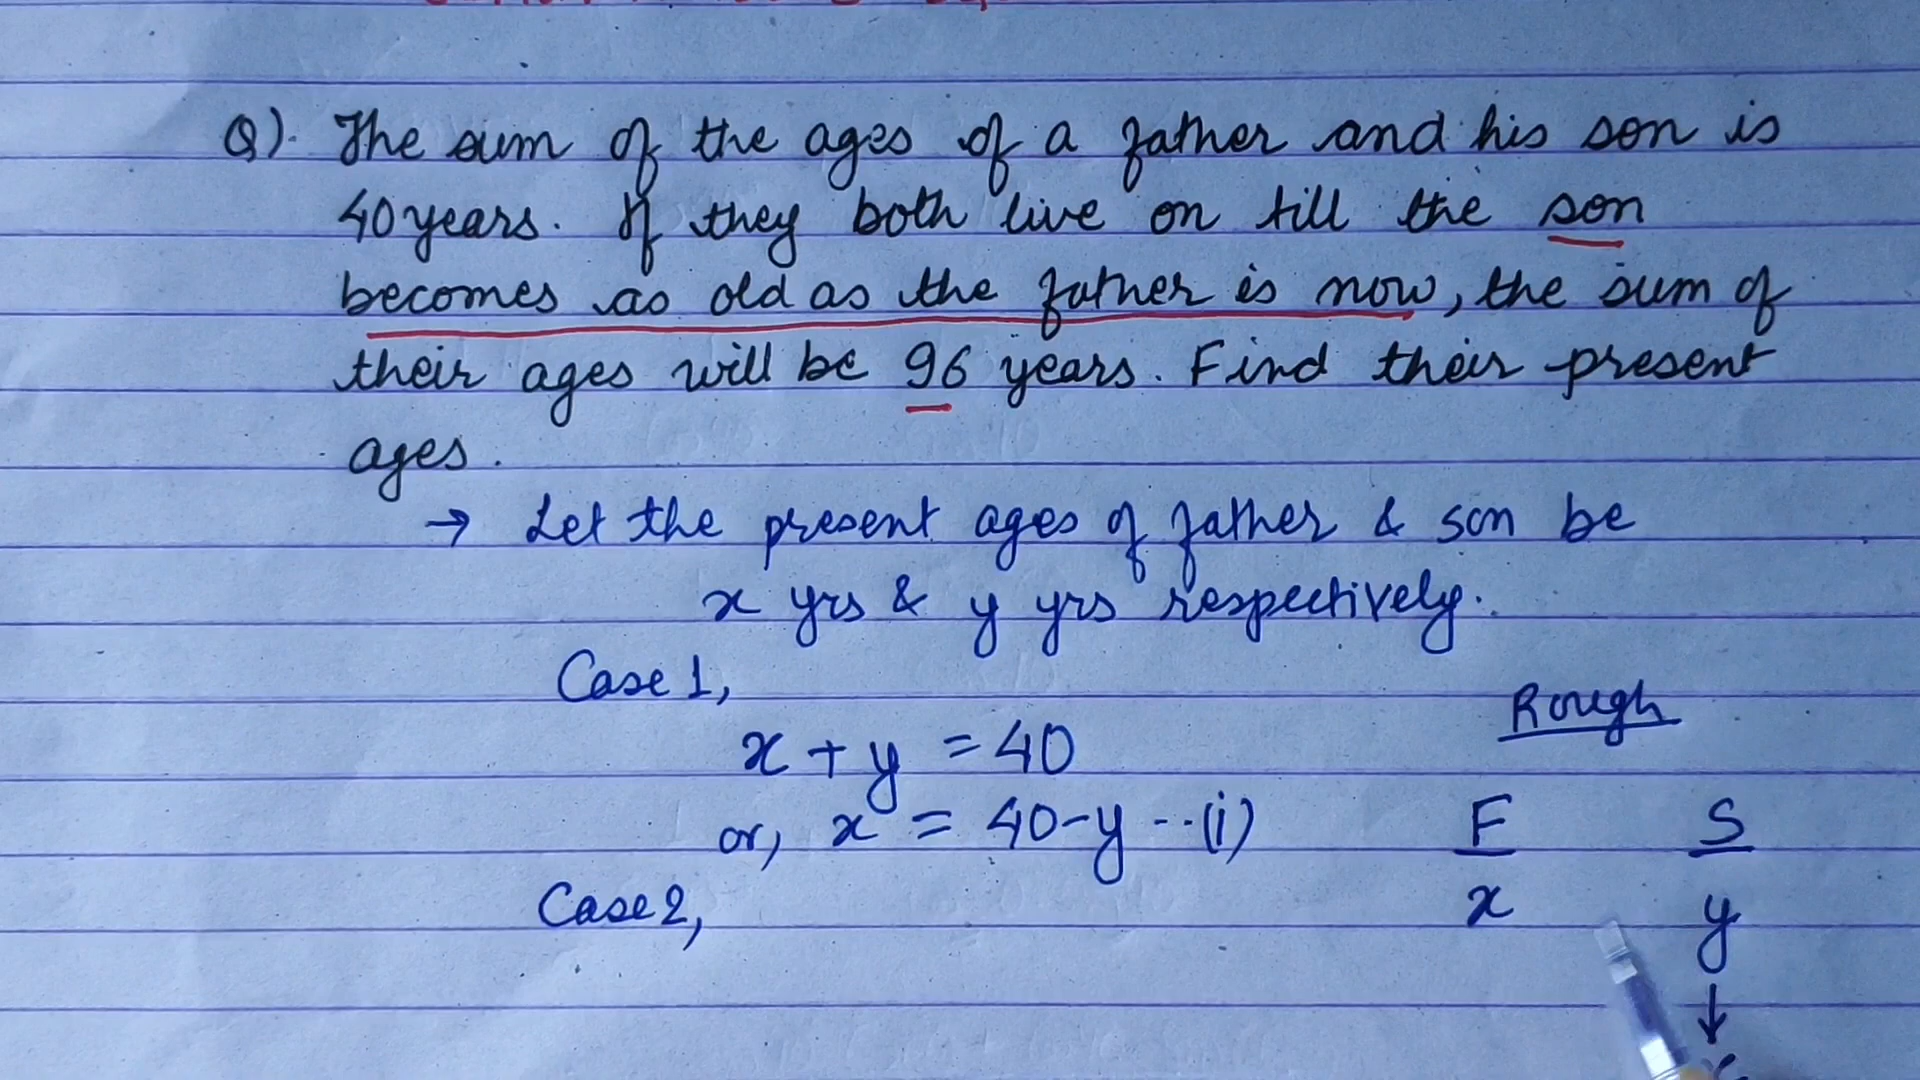 Q). The sum of the ages of a father and his son is
40 years. If they both live on till the son
becomes as old as the father is now, the sum of
their ages will be 96 years. Find their present
ages.
→ Let the present ages of father & son be
x yrs & y yrs respectively.
Case 1,
Rough
x + y = 40
or, x = 40-y --(i)
F S
Case 2,
x y
↓